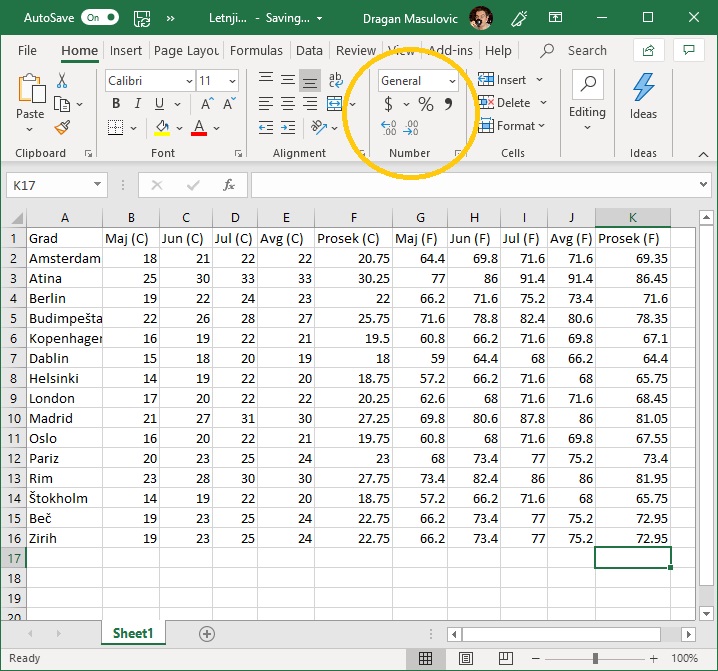 AutoSave On Letnji... - Saving... Dragan Masulovic
File Home Insert Page Layou Formulas Data Review View Add-ins Help Search
Calibri 11 ab General Insert
Paste B I U A A $ % , Delete Editing Ideas
A Format
Clipboard Font Alignment Number Cells Ideas
K17 fx
A B C D E F G H I J K
1 Grad Maj (C) Jun (C) Jul (C) Avg (C) Prosek (C) Maj (F) Jun (F) Jul (F) Avg (F) Prosek (F)
2 Amsterdam 18 21 22 22 20.75 64.4 69.8 71.6 71.6 69.35
3 Atina 25 30 33 33 30.25 77 86 91.4 91.4 86.45
4 Berlin 19 22 24 23 22 66.2 71.6 75.2 73.4 71.6
5 Budimpešta 22 26 28 27 25.75 71.6 78.8 82.4 80.6 78.35
6 Kopenhagen 16 19 22 21 19.5 60.8 66.2 71.6 69.8 67.1
7 Dablin 15 18 20 19 18 59 64.4 68 66.2 64.4
8 Helsinki 14 19 22 20 18.75 57.2 66.2 71.6 68 65.75
9 London 17 20 22 22 20.25 62.6 68 71.6 71.6 68.45
10 Madrid 21 27 31 30 27.25 69.8 80.6 87.8 86 81.05
11 Oslo 16 20 22 21 19.75 60.8 68 71.6 69.8 67.55
12 Pariz 20 23 25 24 23 68 73.4 77 75.2 73.4
13 Rim 23 28 30 30 27.75 73.4 82.4 86 86 81.95
14 Štokholm 14 19 22 20 18.75 57.2 66.2 71.6 68 65.75
15 Beč 19 23 25 24 22.75 66.2 73.4 77 75.2 72.95
16 Zirih 19 23 25 24 22.75 66.2 73.4 77 75.2 72.95
17
18
19
20
Sheet1
Ready 100%